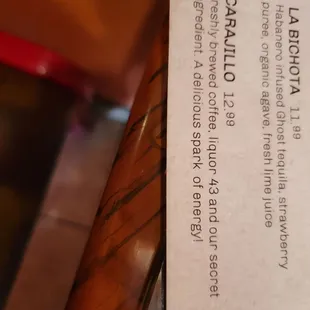 LA BICHOTA 11.99
Habanero infused Ghost tequila, strawberry
puree, organic agave, fresh lime juice
CARAJILLO 12.99
Freshly brewed coffee, liquor 43 and our secret
ingredient. A delicious spark of energy!